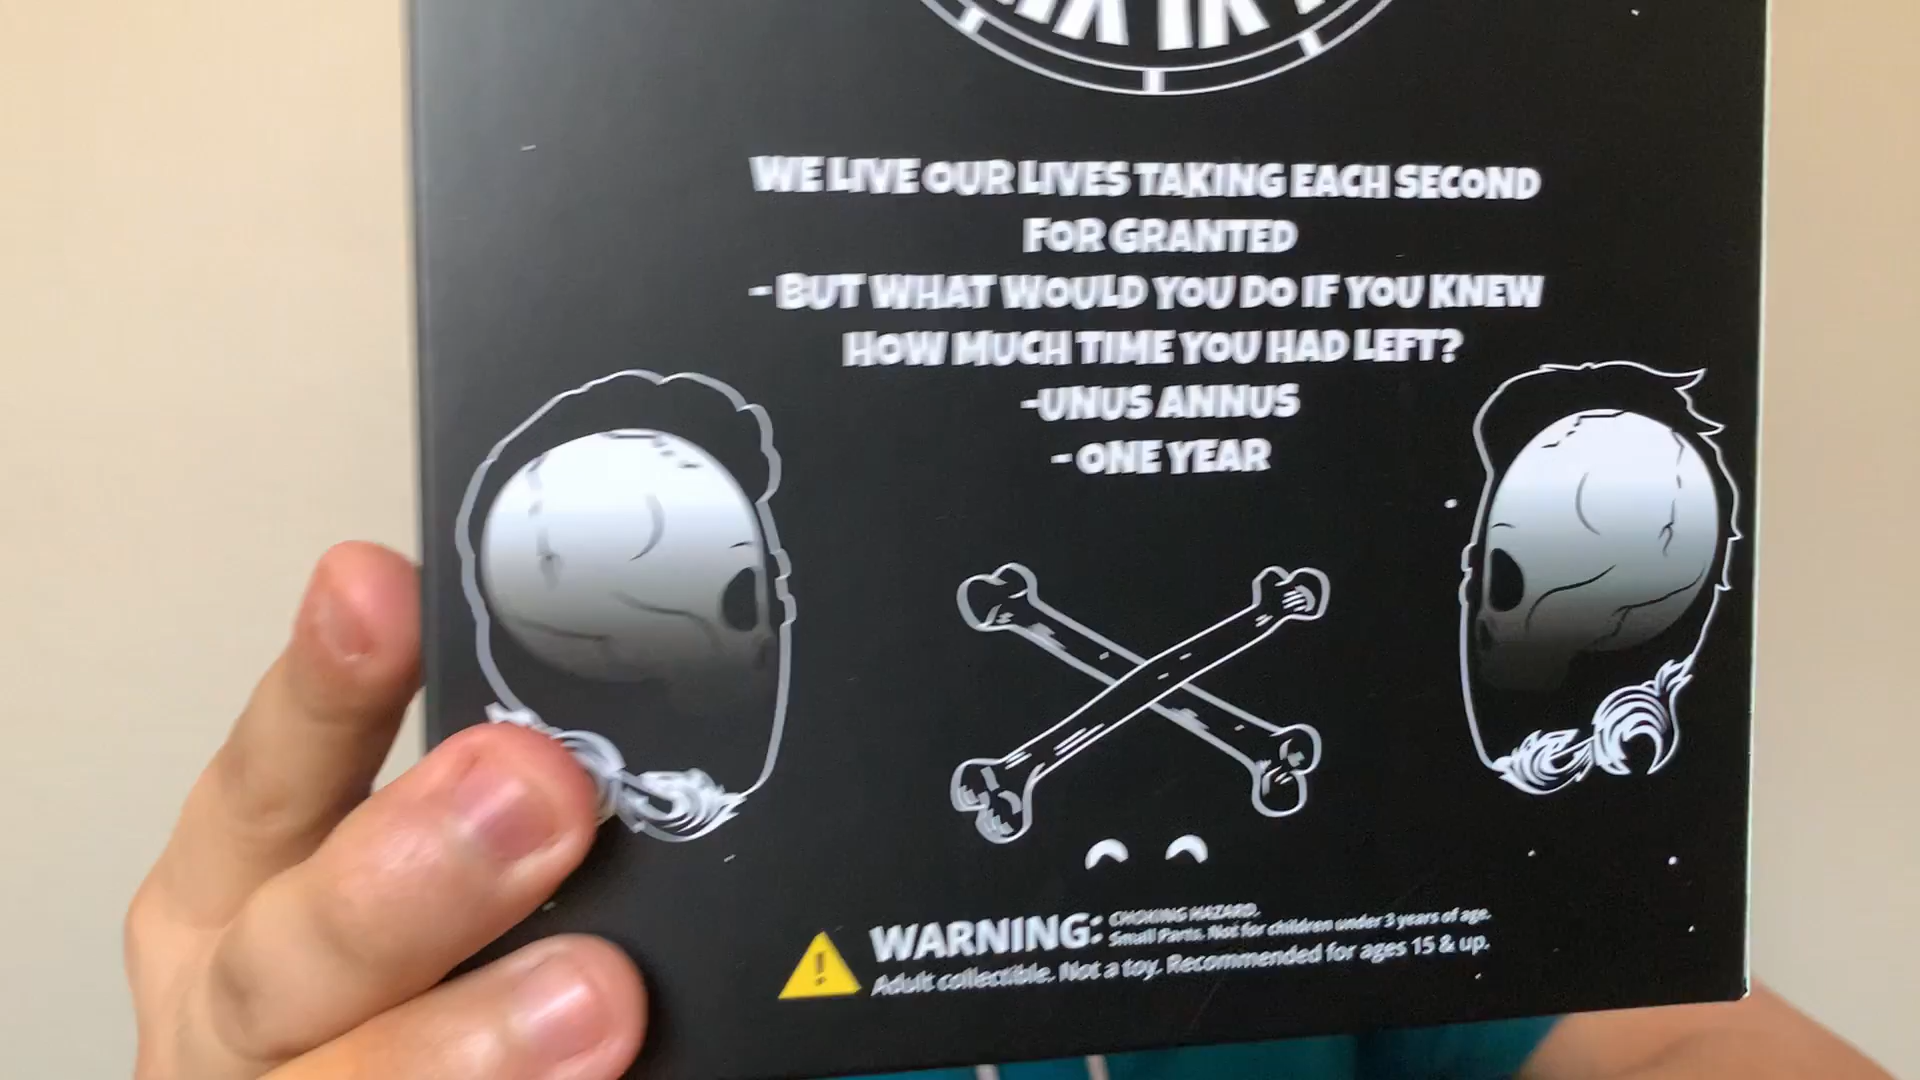 WE LIVE OUR LIVES TAKING EACH SECOND
FOR GRANTED
- BUT WHAT WOULD YOU DO IF YOU KNEW
HOW MUCH TIME YOU HAD LEFT?
-UNUS ANNUS
- ONE YEAR
WARNING: CHOKING HAZARD.
Small Parts. Not for children under 3 years of age.
Adult collectible. Not a toy. Recommended for ages 15 & up.